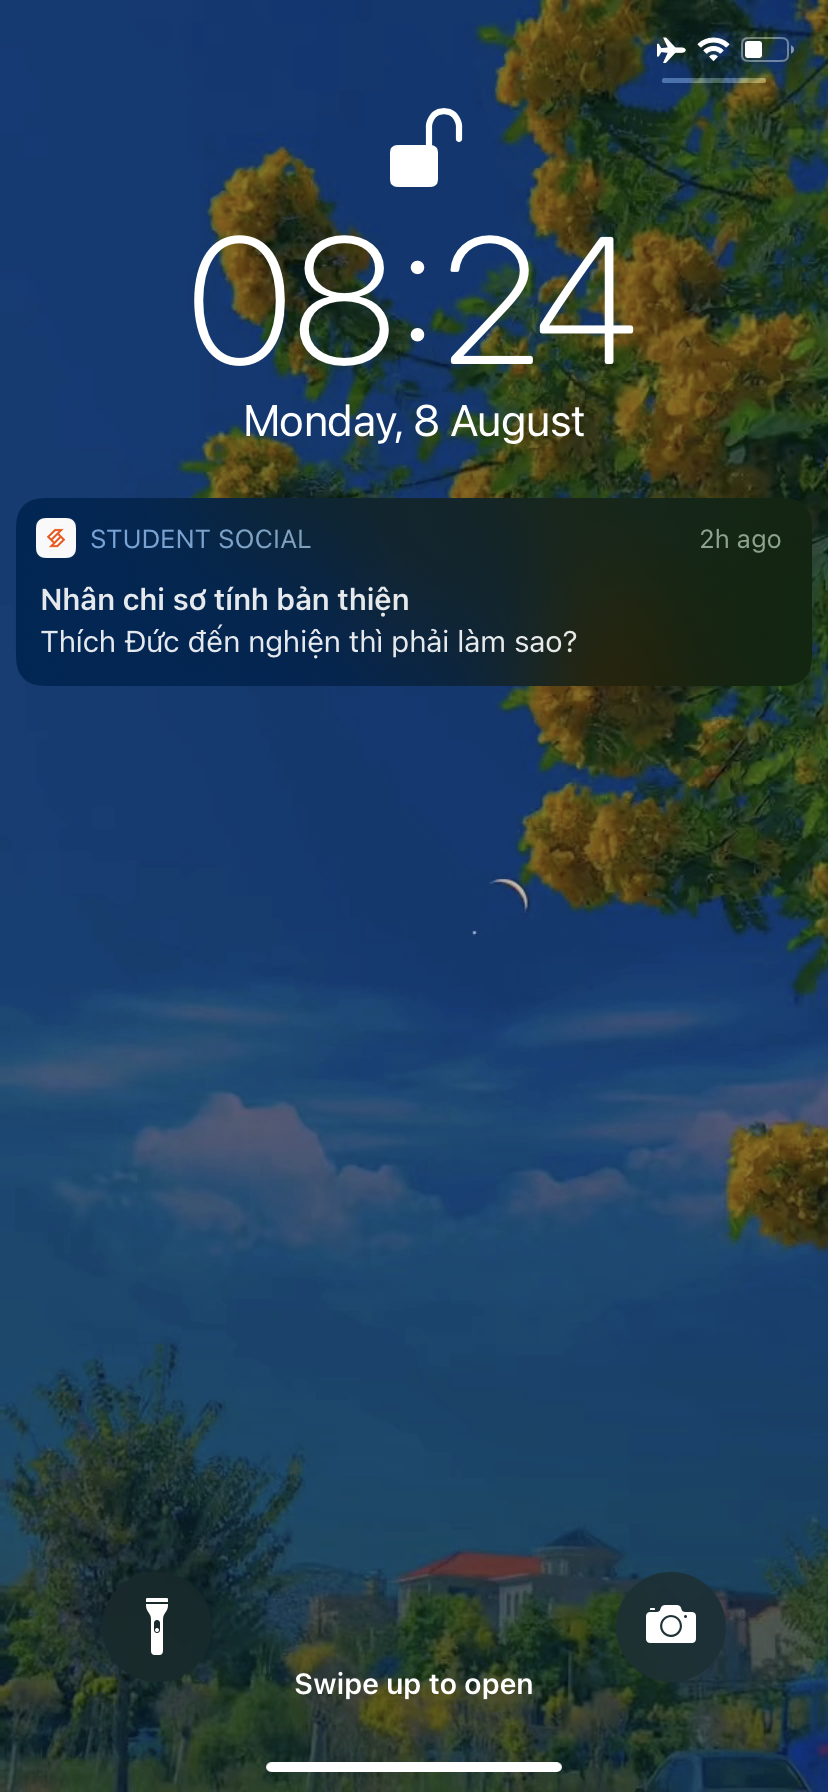 08:24
Monday, 8 August
STUDENT SOCIAL 2h ago
Nhân chi sơ tính bản thiện
Thích Đức đến nghiện thì phải làm sao?
Swipe up to open